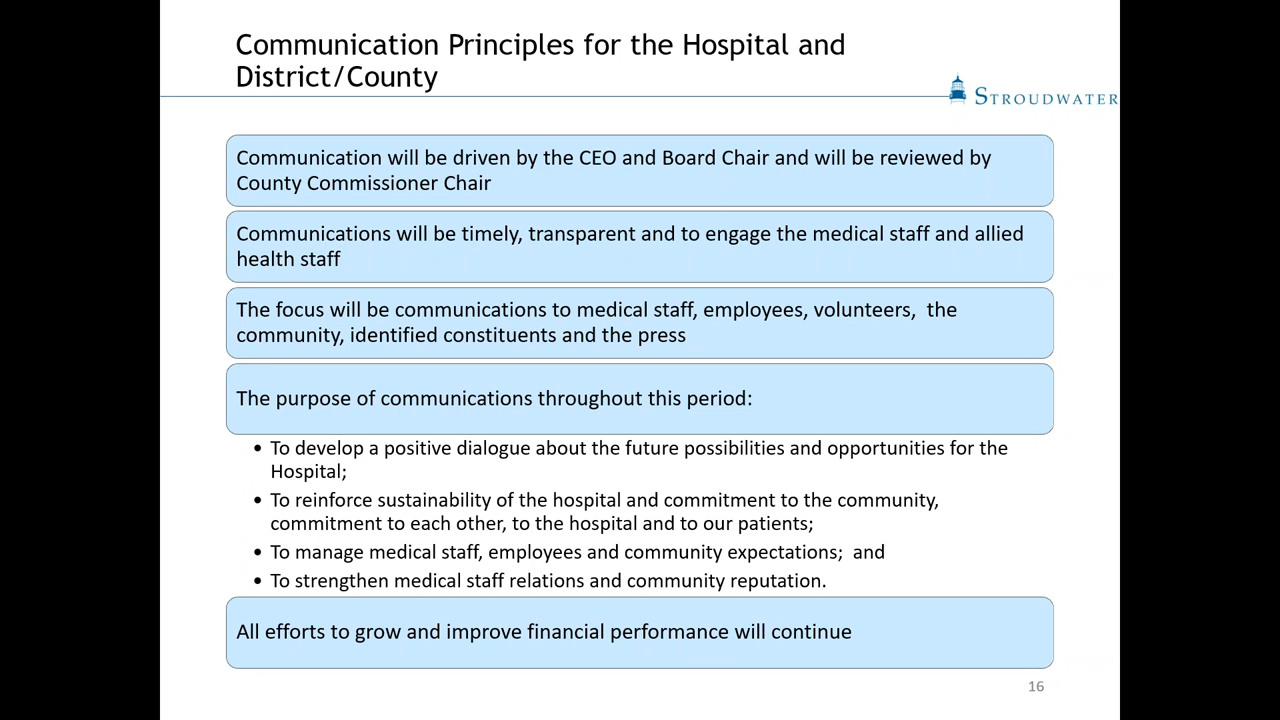 Communication Principles for the Hospital and
District/County
STROUDWATER
Communication will be driven by the CEO and Board Chair and will be reviewed by
County Commissioner Chair
Communications will be timely, transparent and to engage the medical staff and allied
health staff
The focus will be communications to medical staff, employees, volunteers,  the
community, identified constituents and the press
The purpose of communications throughout this period:
• To develop a positive dialogue about the future possibilities and opportunities for the
Hospital;
• To reinforce sustainability of the hospital and commitment to the community,
commitment to each other, to the hospital and to our patients;
• To manage medical staff, employees and community expectations;  and
• To strengthen medical staff relations and community reputation.
All efforts to grow and improve financial performance will continue
16